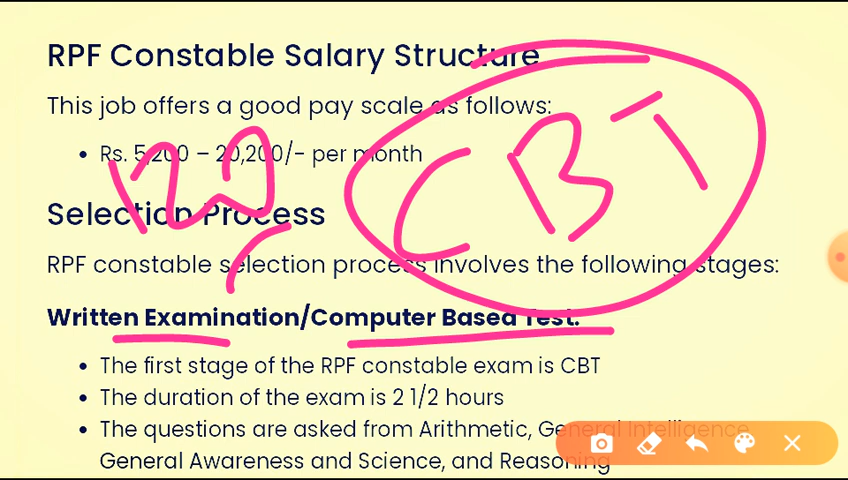 RPF Constable Salary Structure
This job offers a good pay scale as follows:
• Rs. 5,200 – 20,200/- per month
CBT
Selection Process
RPF constable selection process involves the following stages:
Written Examination/Computer Based Test:
• The first stage of the RPF constable exam is CBT
• The duration of the exam is 2 1/2 hours
• The questions are asked from Arithmetic, General Intelligence,
General Awareness and Science, and Reasoning